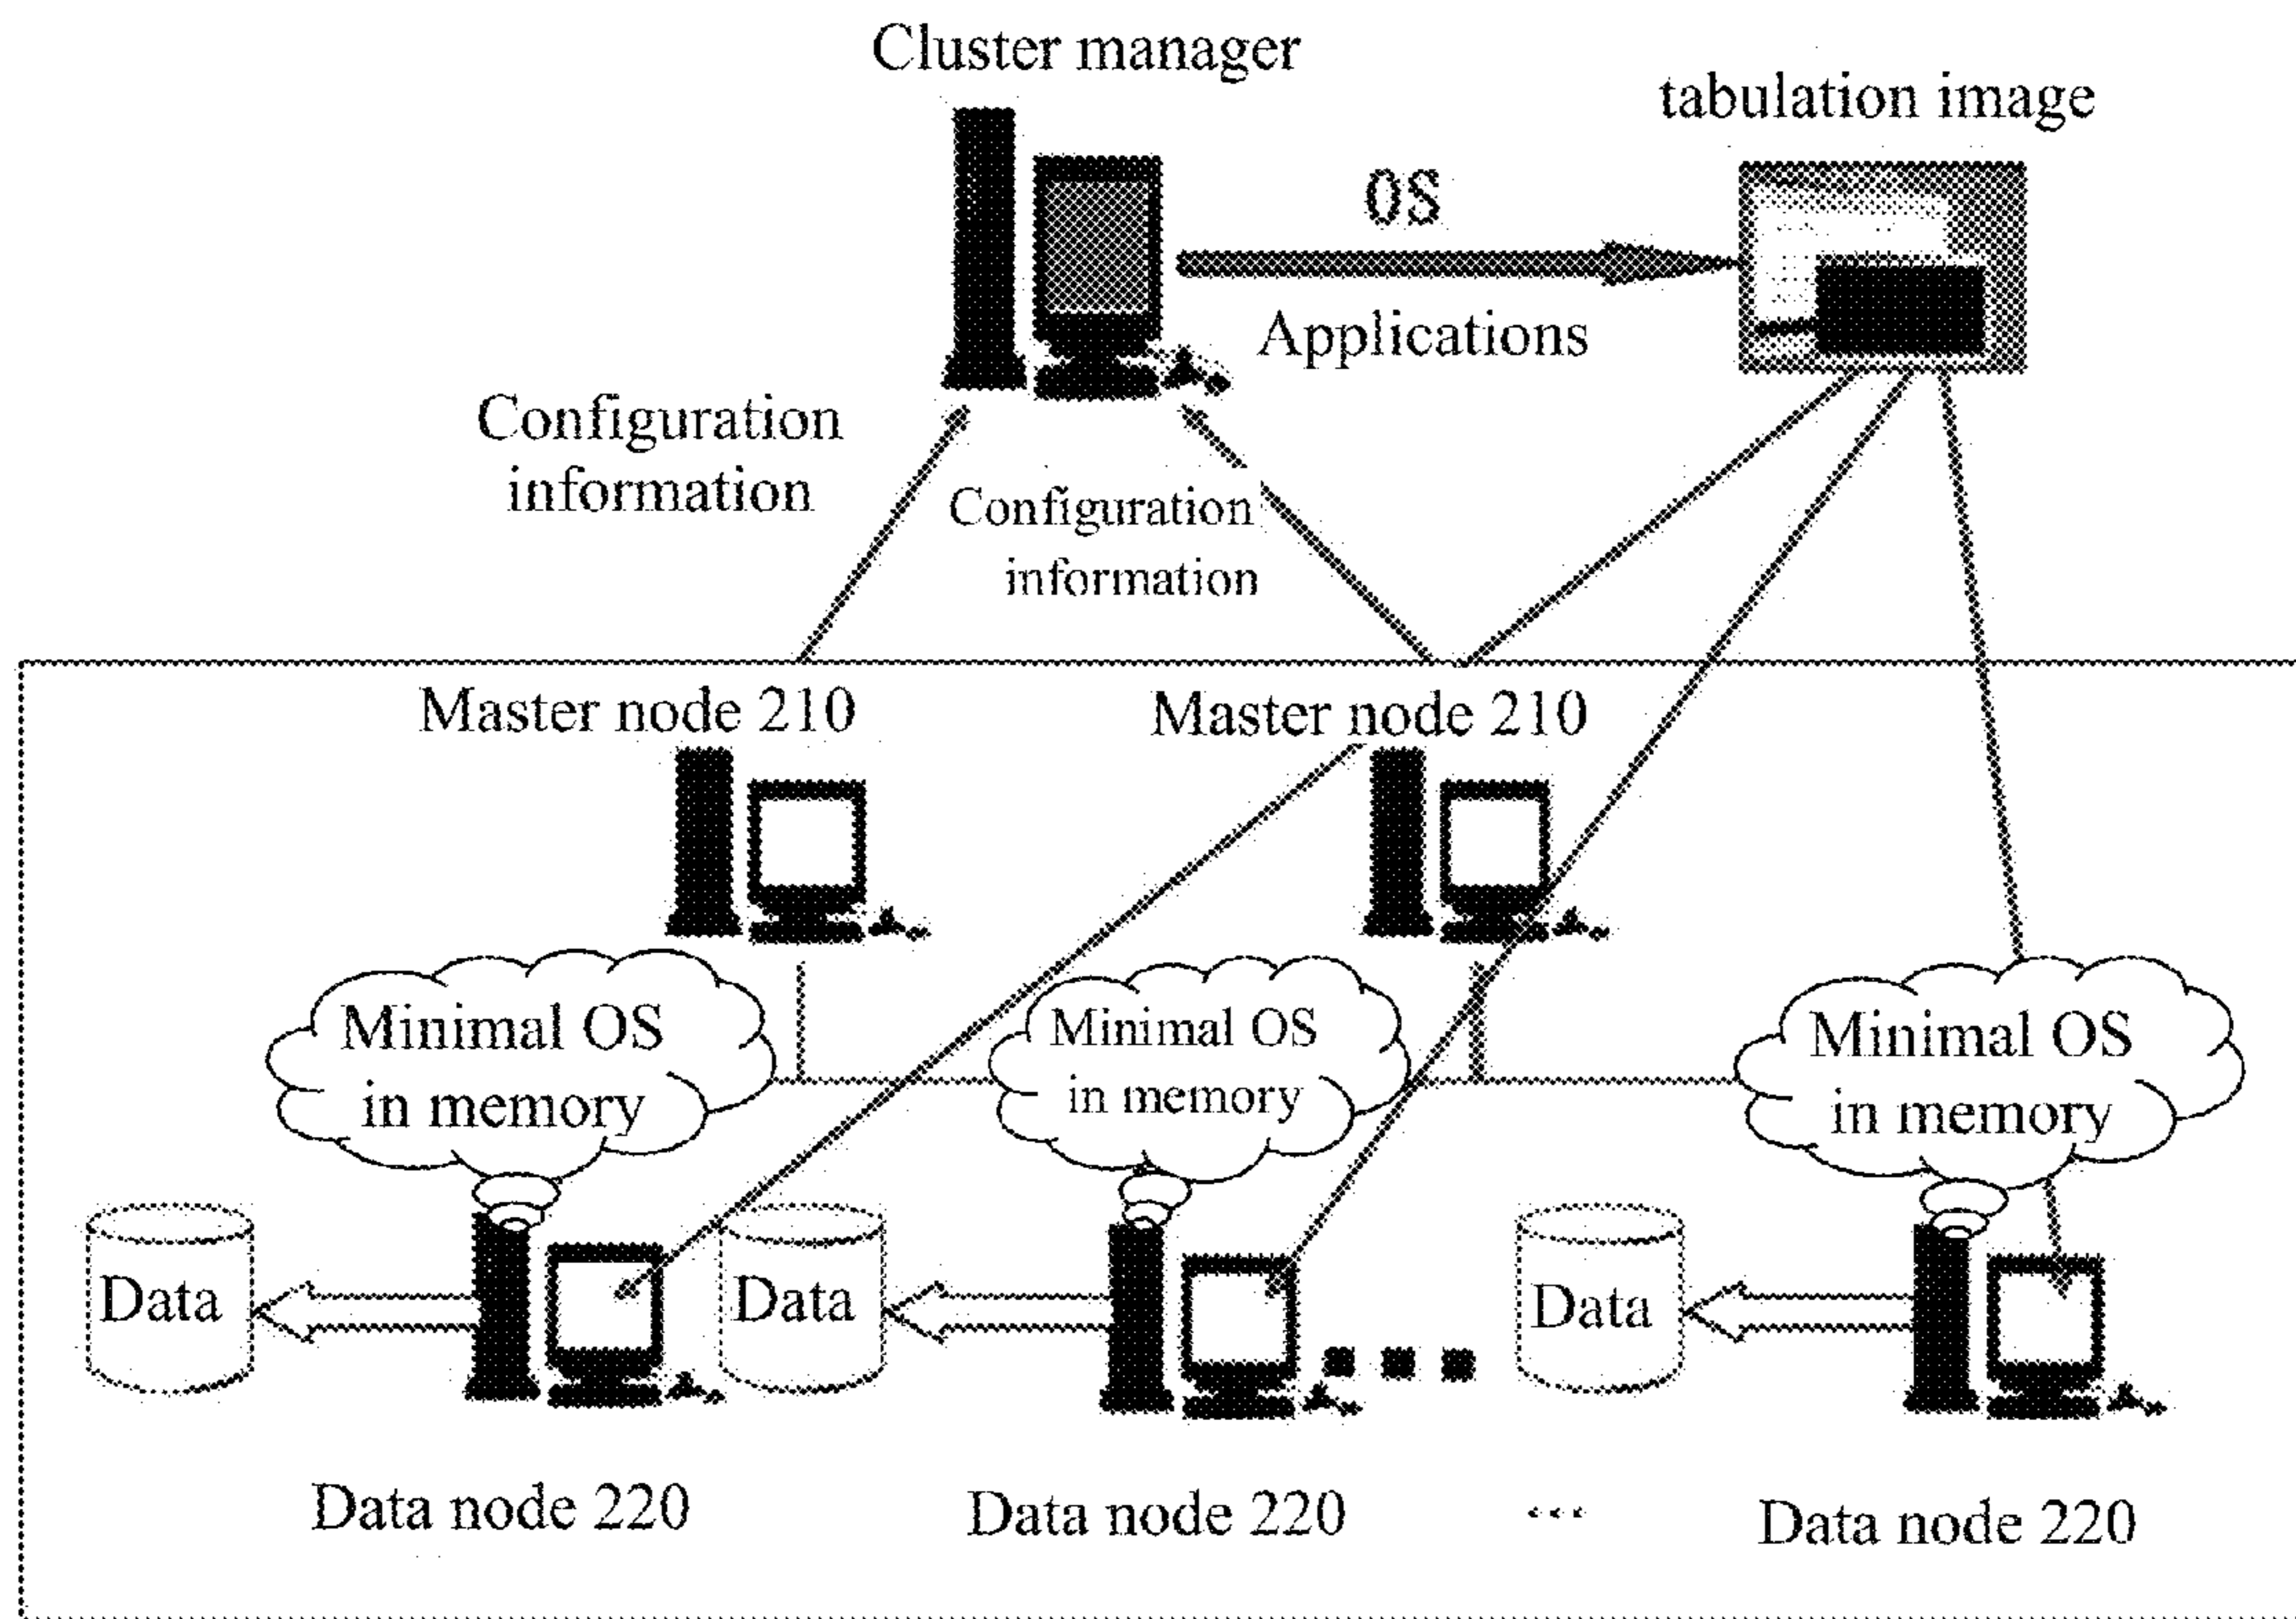 Cluster manager
tabulation image
OS
Applications
Configuration
information
Configuration
information
Master node 210
Master node 210
Minimal OS
in memory
Minimal OS
in memory
Minimal OS
in memory
Data
Data
Data
Data node 220
Data node 220
...
Data node 220